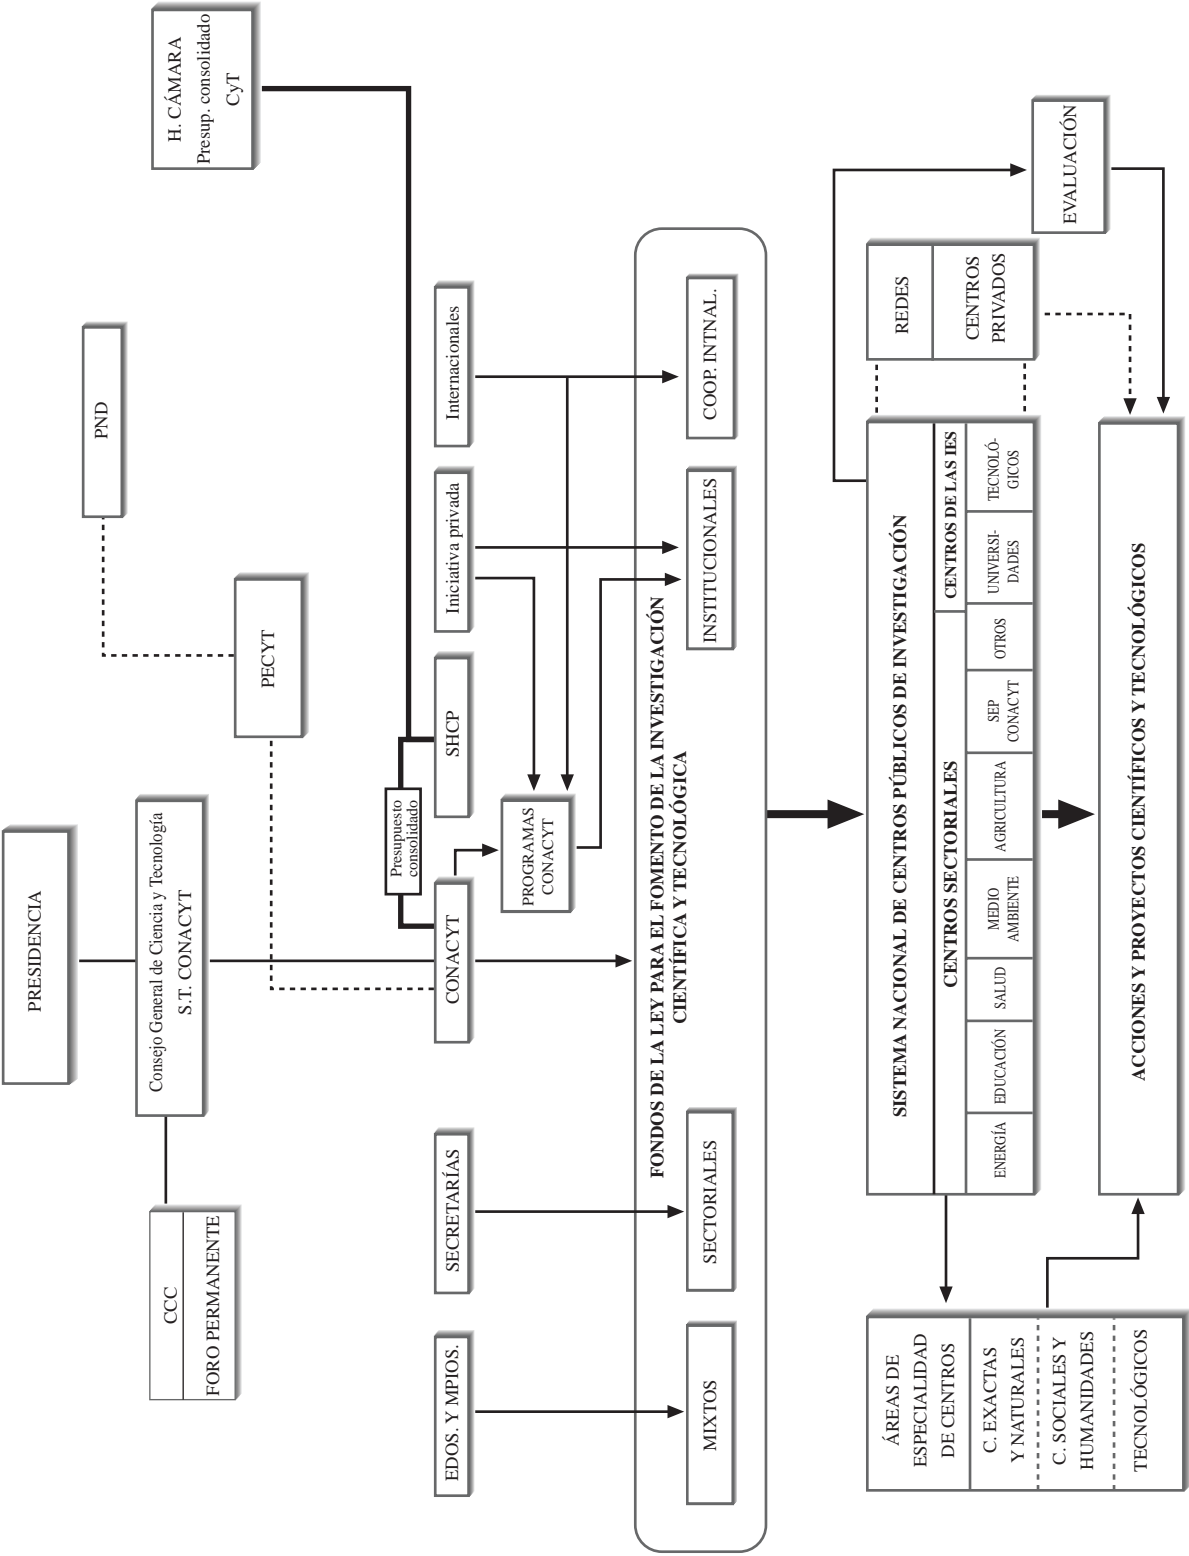 PRESIDENCIA
PND
H. CÁMARA
Presup. consolidado
CyT
Consejo General de Ciencia y Tecnología
S.T. CONACYT
PECYT
CCC
FORO PERMANENTE
Presupuesto
consolidado
EDOS. Y MPIOS.
SECRETARÍAS
CONACYT
SHCP
Iniciativa privada
Internacionales
PROGRAMAS
CONACYT
FONDOS DE LA LEY PARA EL FOMENTO DE LA INVESTIGACIÓN
CIENTÍFICA Y TECNOLÓGICA
MIXTOS
SECTORIALES
INSTITUCIONALES
COOP. INTNAL.
SISTEMA NACIONAL DE CENTROS PÚBLICOS DE INVESTIGACIÓN
CENTROS SECTORIALES
CENTROS DE LAS IES
ENERGÍA
EDUCACIÓN
SALUD
MEDIO
AMBIENTE
AGRICULTURA
SEP
CONACYT
OTROS
UNIVERSI-
DADES
TECNOLÓ-
GICOS
REDES
CENTROS
PRIVADOS
EVALUACIÓN
ÁREAS DE
ESPECIALIDAD
DE CENTROS
C. EXACTAS
Y NATURALES
C. SOCIALES Y
HUMANIDADES
TECNOLÓGICOS
ACCIONES Y PROYECTOS CIENTÍFICOS Y TECNOLÓGICOS